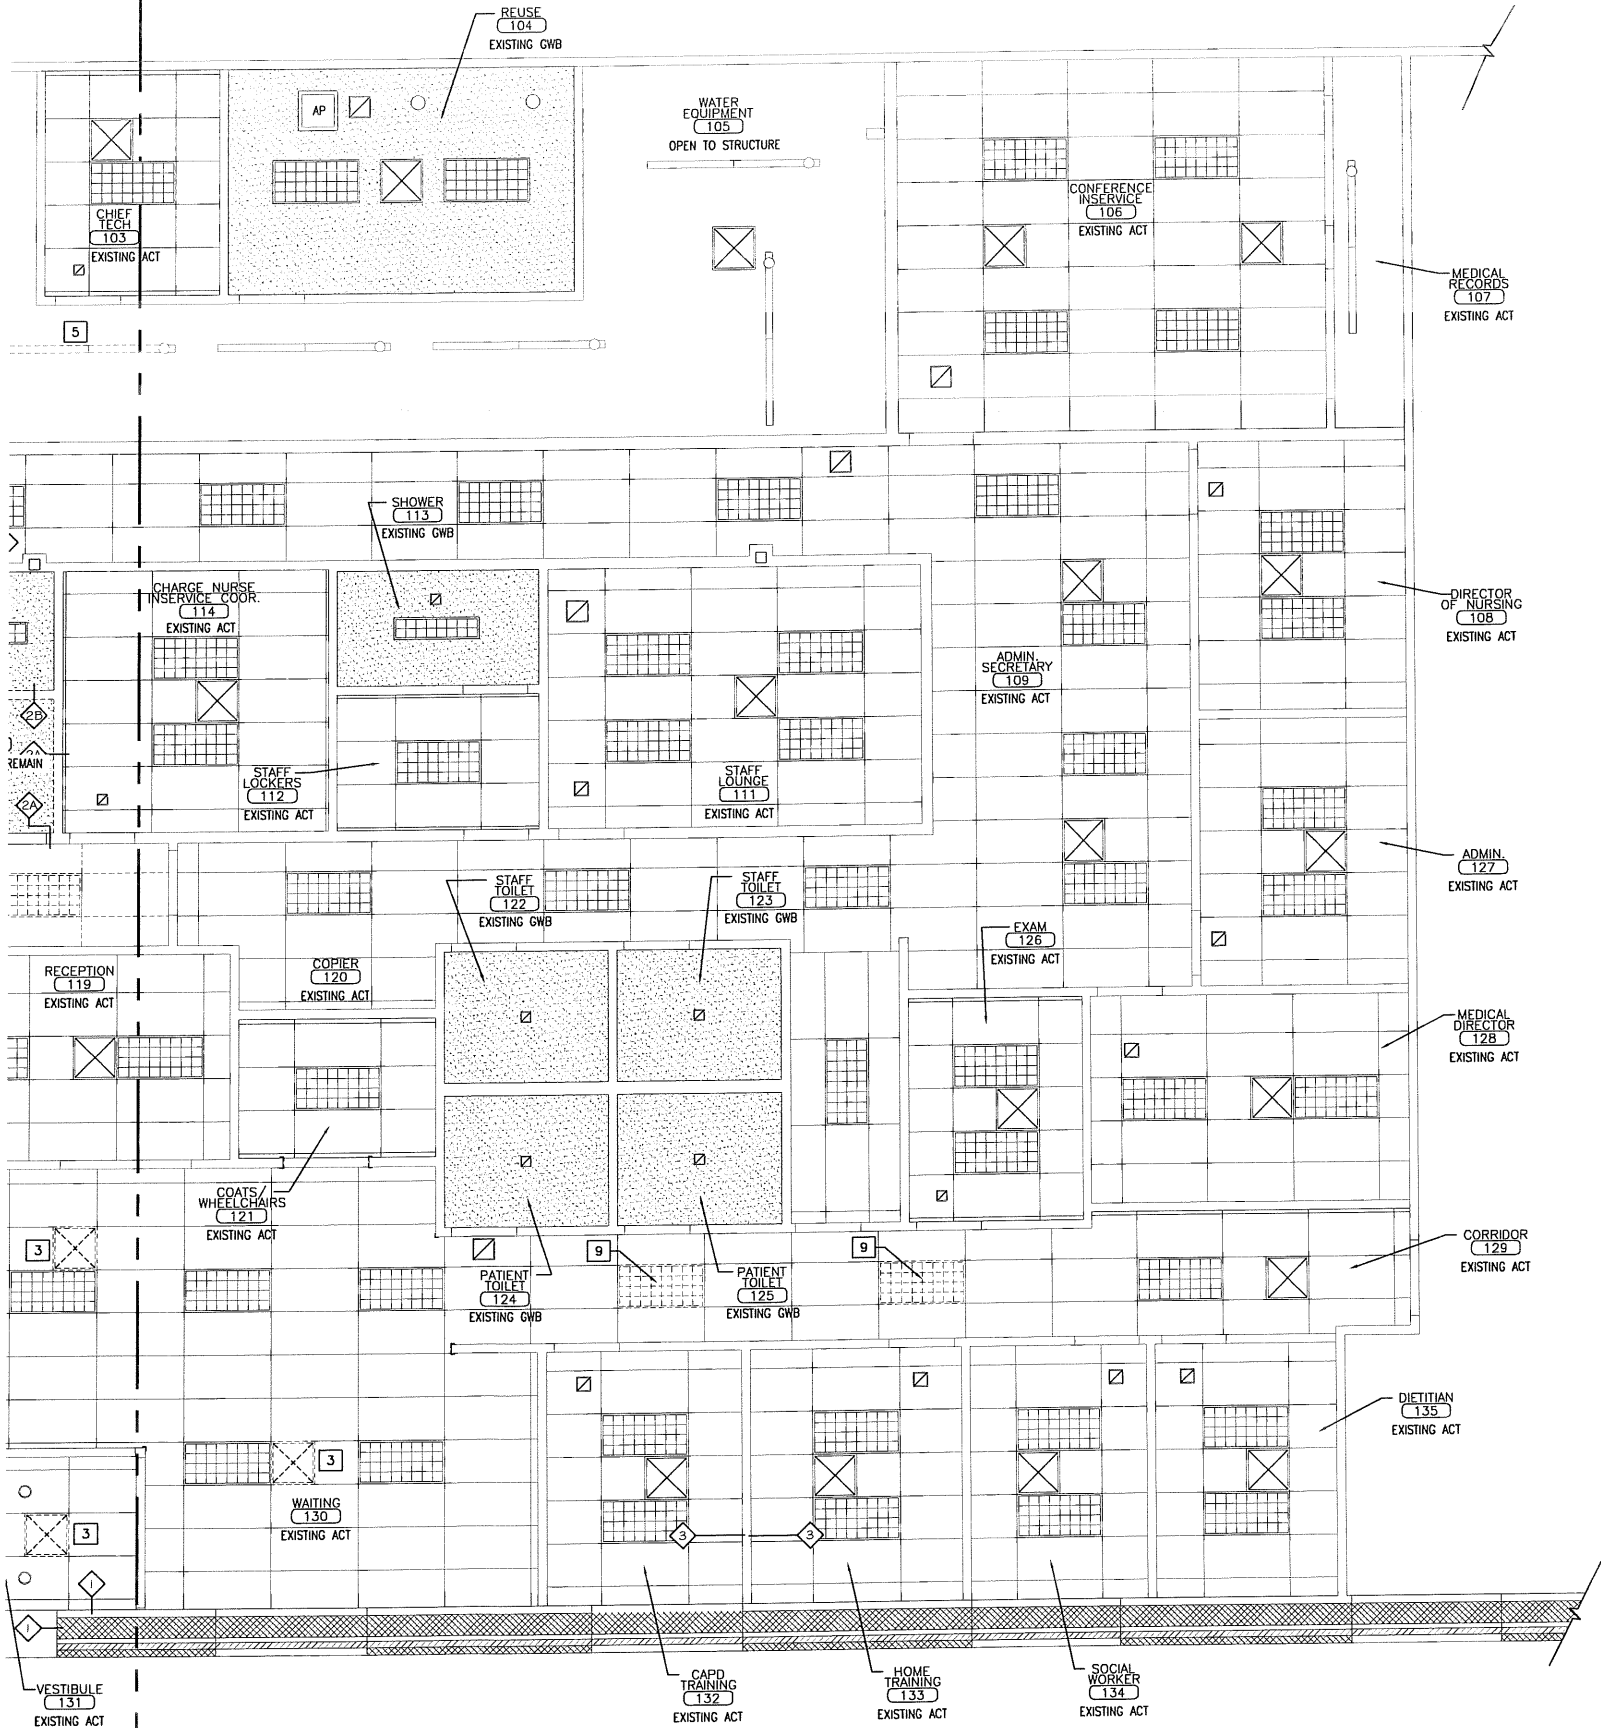 REUSE
104
EXISTING GWB
AP
WATER
EQUIPMENT
105
OPEN TO STRUCTURE
CONFERENCE
INSERVICE
106
EXISTING ACT
CHIEF
TECH
103
EXISTING ACT
MEDICAL
RECORDS
107
EXISTING ACT
5
SHOWER
113
EXISTING GWB
CHARGE NURSE
INSERVICE COOR.
114
EXISTING ACT
DIRECTOR
OF NURSING
108
EXISTING ACT
ADMIN.
SECRETARY
109
EXISTING ACT
2B
2A
REMAIN
2A
STAFF
LOCKERS
112
EXISTING ACT
STAFF
LOUNGE
111
EXISTING ACT
ADMIN.
127
EXISTING ACT
STAFF
TOILET
122
EXISTING GWB
STAFF
TOILET
123
EXISTING GWB
EXAM
126
EXISTING ACT
RECEPTION
119
EXISTING ACT
COPIER
120
EXISTING ACT
MEDICAL
DIRECTOR
128
EXISTING ACT
COATS/
WHEELCHAIRS
121
EXISTING ACT
3
9
9
CORRIDOR
129
EXISTING ACT
PATIENT
TOILET
124
EXISTING GWB
PATIENT
TOILET
125
EXISTING GWB
DIETITIAN
135
EXISTING ACT
3
WAITING
130
EXISTING ACT
3
3
3
1
1
VESTIBULE
131
EXISTING ACT
CAPD
TRAINING
132
EXISTING ACT
HOME
TRAINING
133
EXISTING ACT
SOCIAL
WORKER
134
EXISTING ACT